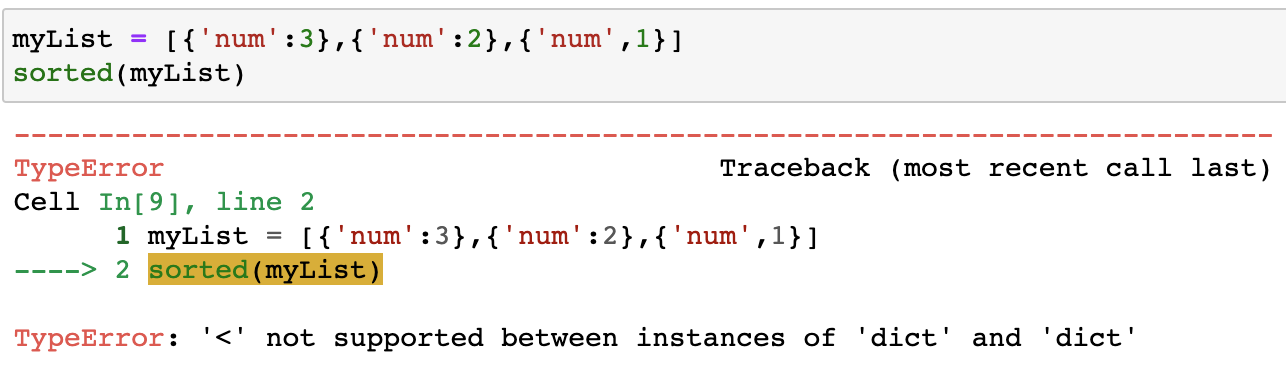 myList = [{'num':3},{'num':2},{'num',1}]
sorted(myList)
---------------------------------------------------------------------------
TypeError                                 Traceback (most recent call last)
Cell In[9], line 2
      1 myList = [{'num':3},{'num':2},{'num',1}]
----> 2 sorted(myList)
TypeError: '<' not supported between instances of 'dict' and 'dict'